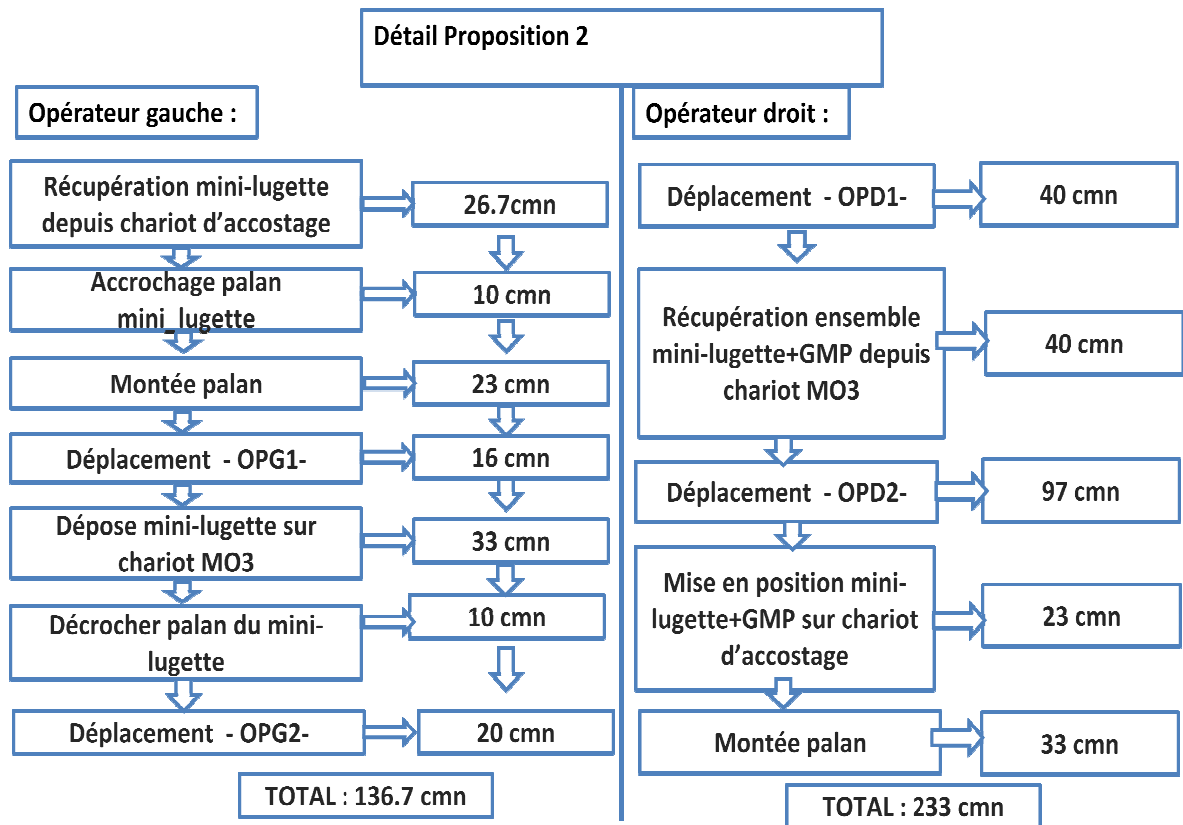 Détail Proposition 2
Opérateur gauche :
Récupération mini-lugette
depuis chariot d'accostage
26.7cmn
Accrochage palan
mini_lugette
10 cmn
Montée palan
23 cmn
Déplacement - OPG1-
16 cmn
Dépose mini-lugette sur
chariot MO3
33 cmn
Décrocher palan du mini-
lugette
10 cmn
Déplacement - OPG2-
20 cmn
TOTAL : 136.7 cmn
Opérateur droit :
Déplacement - OPD1-
40 cmn
Récupération ensemble
mini-lugette+GMP depuis
chariot MO3
40 cmn
Déplacement - OPD2-
97 cmn
Mise en position mini-
lugette+GMP sur chariot
d'accostage
23 cmn
Montée palan
33 cmn
TOTAL : 233 cmn